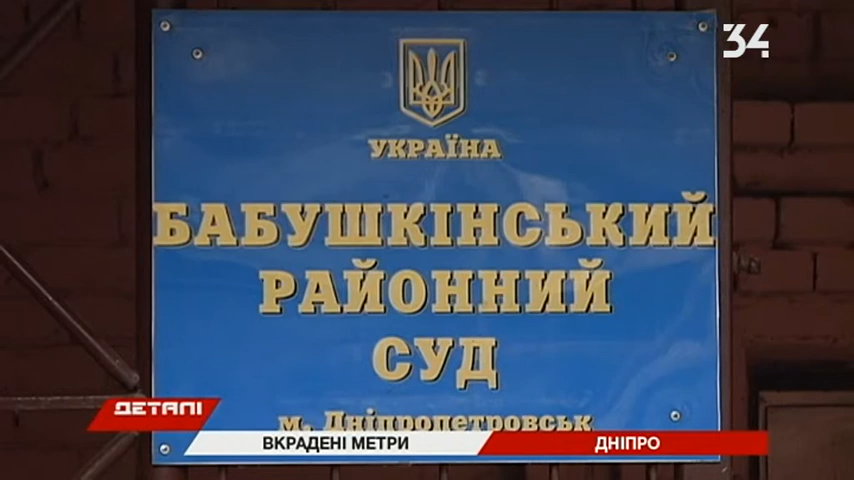 34
УКРАЇНА
БАБУШКІНСЬКИЙ
РАЙОННИЙ
СУД
м. Дніпропетровськ
ДЕТАЛІ
ВКРАДЕНІ МЕТРИ
ДНІПРО